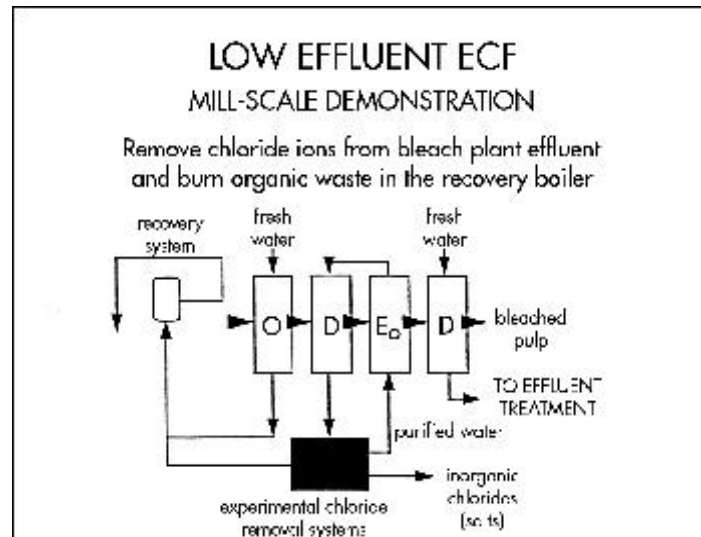 LOW EFFLUENT ECF
MILL-SCALE DEMONSTRATION
Remove chloride ions from bleach plant effluent
and burn organic waste in the recovery boiler
recovery
system
fresh
water
fresh
water
O
D
Eo
D
bleached
pulp
TO EFFLUENT
TREATMENT
purified water
experimental chloride
removal systems
inorganic
chlorides
(salts)